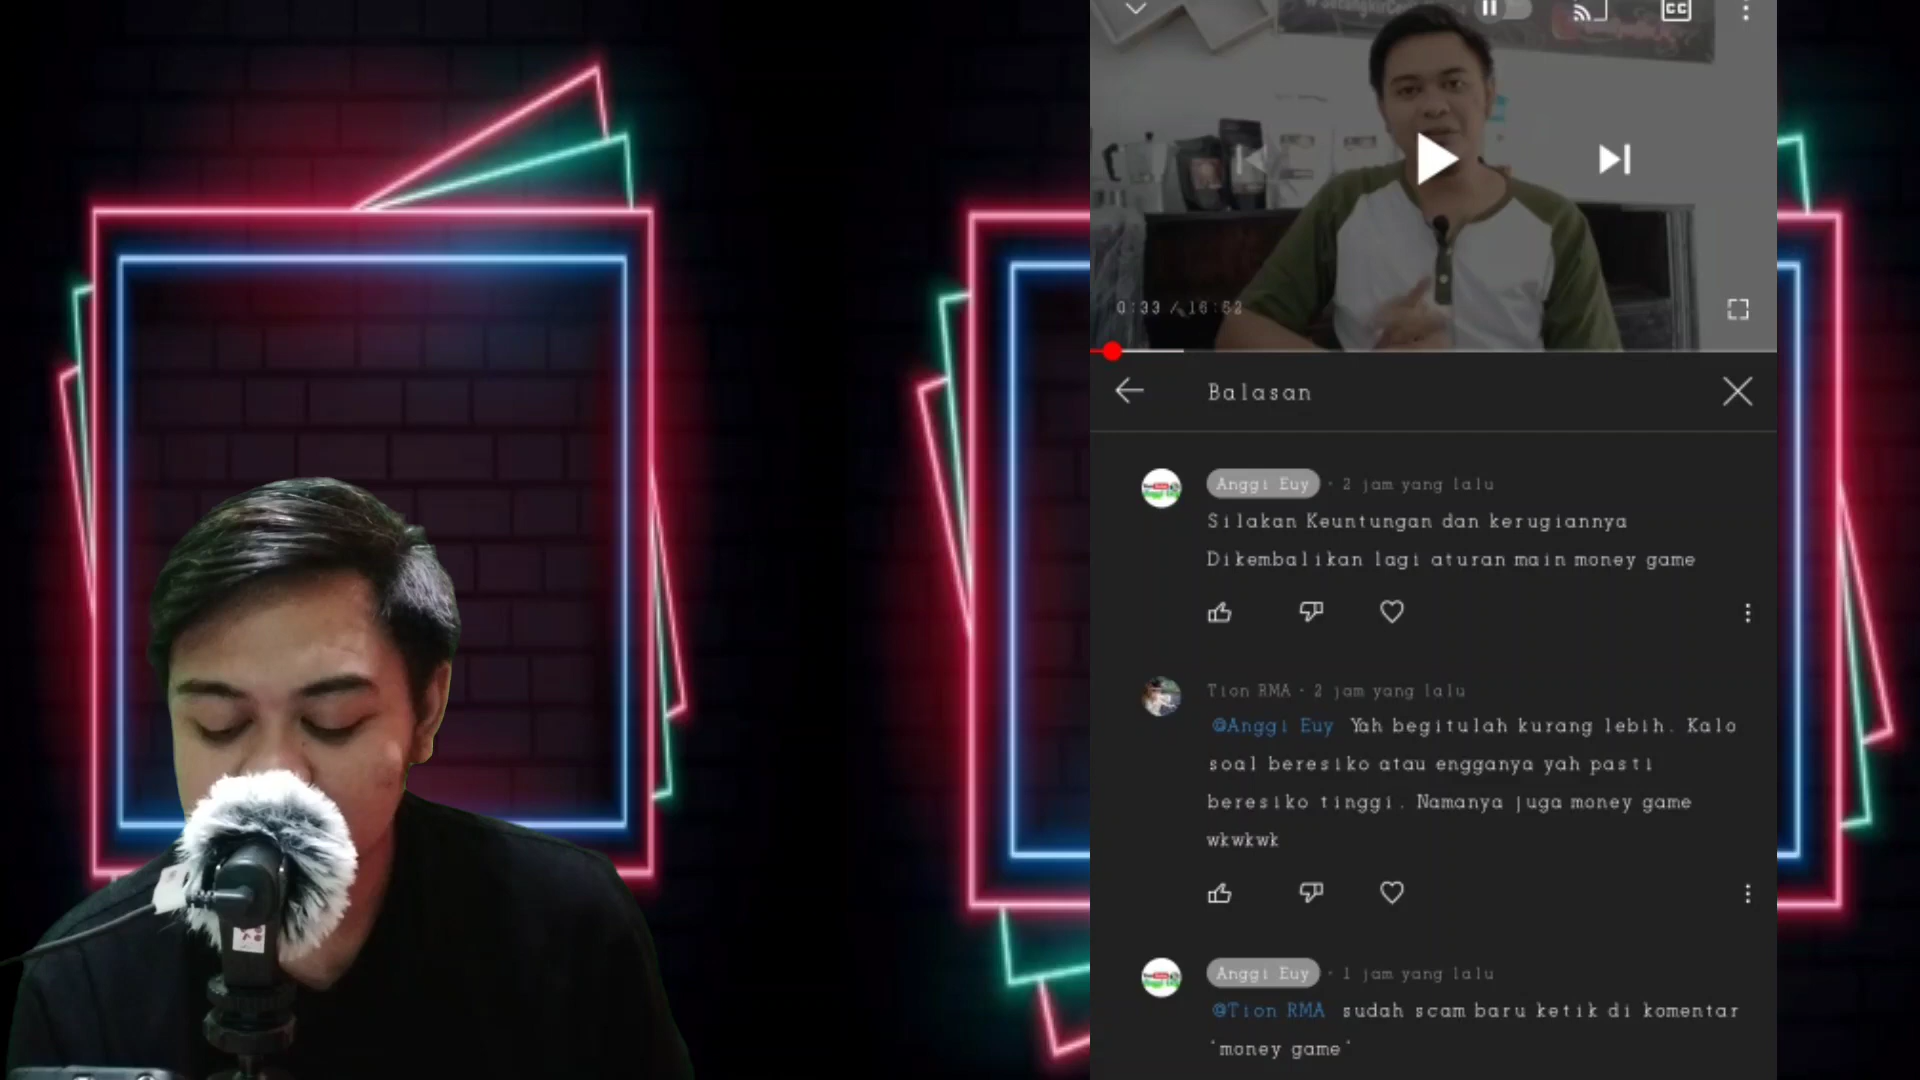 CC
0:33 / 16:52
Balasan
Anggi Euy · 2 jam yang lalu
Silakan Keuntungan dan kerugiannya
Dikembalikan lagi aturan main money game
Tion RMA · 2 jam yang lalu
@Anggi Euy Yah begitulah kurang lebih. Kalo
soal beresiko atau engganya yah pasti
beresiko tinggi. Namanya juga money game
wkwkwk
Anggi Euy · 1 jam yang lalu
@Tion RMA sudah scam baru ketik di komentar
"money game"